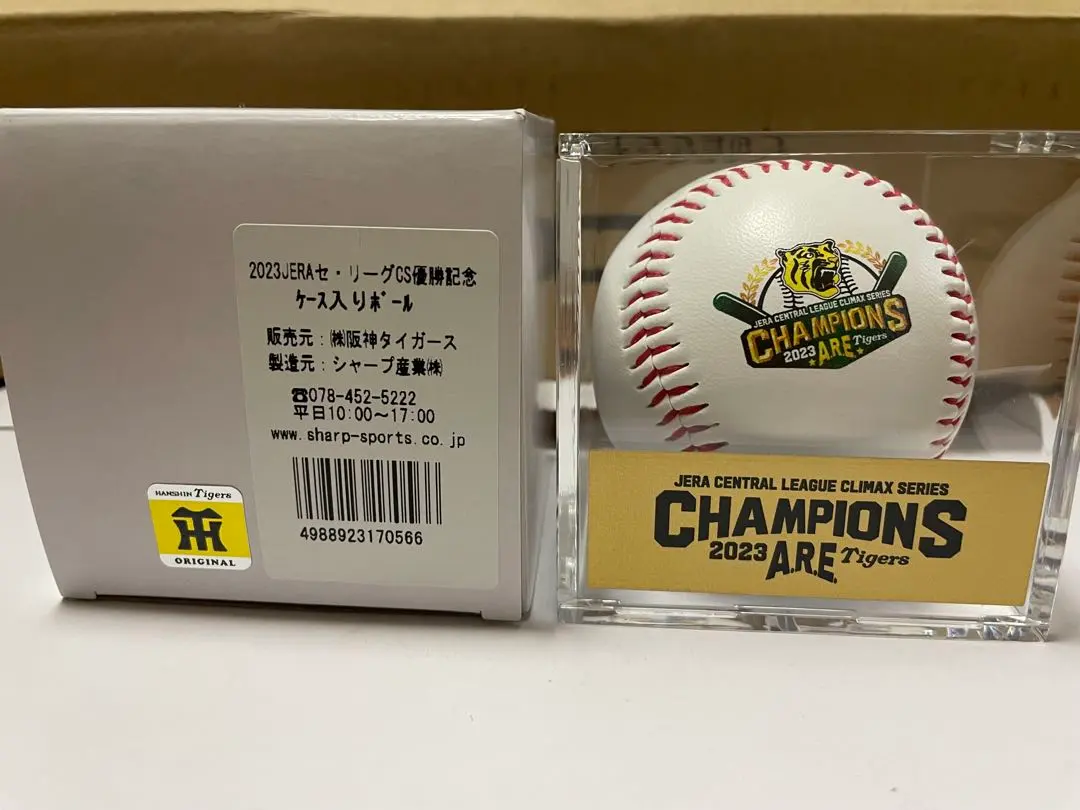 2023JERAセ・リーグCS優勝記念
ケース入りボール
販売元:㈱阪神タイガース
製造元:シャープ産業㈱
☎078-452-5222
平日10:00~17:00
www.sharp-sports.co.jp
4988923170566
HANSHIN Tigers
HT
ORIGINAL
JERA CENTRAL LEAGUE CLIMAX SERIES
CHAMPIONS
2023 A.R.E. Tigers
JERA CENTRAL LEAGUE CLIMAX SERIES
CHAMPIONS
2023 A.R.E. Tigers